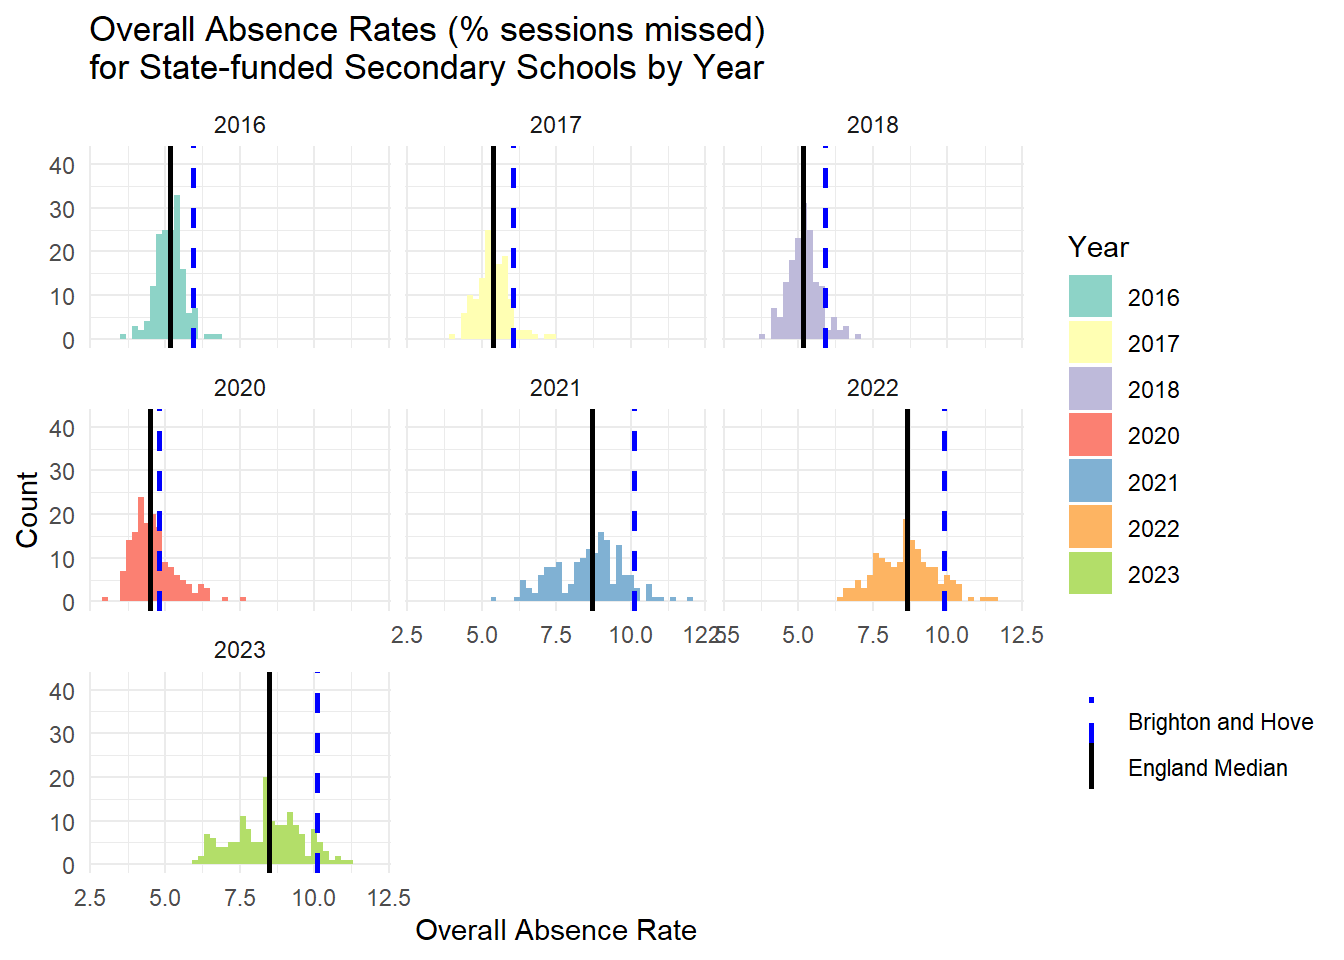 Overall Absence Rates (% sessions missed)
for State-funded Secondary Schools by Year
2016 2017 2018
40
30
20
10
0
2020 2021 2022
40
30
20
10
0
2.5 5.0 7.5 10.0 12.5 2.5 5.0 7.5 10.0 12.5
2023
40
30
20
10
0
2.5 5.0 7.5 10.0 12.5
Count
Overall Absence Rate
Year
2016
2017
2018
2020
2021
2022
2023
Brighton and Hove
England Median